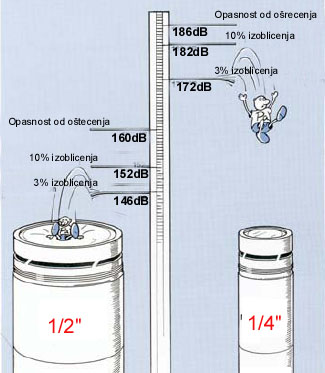 Opasnost od ošrecenja
186dB
10% izoblicenja
182dB
3% izoblicenja
172dB
Opasnost od oštecenja
160dB
10% izoblicenja
152dB
3% izoblicenja
146dB
1/2"
1/4"